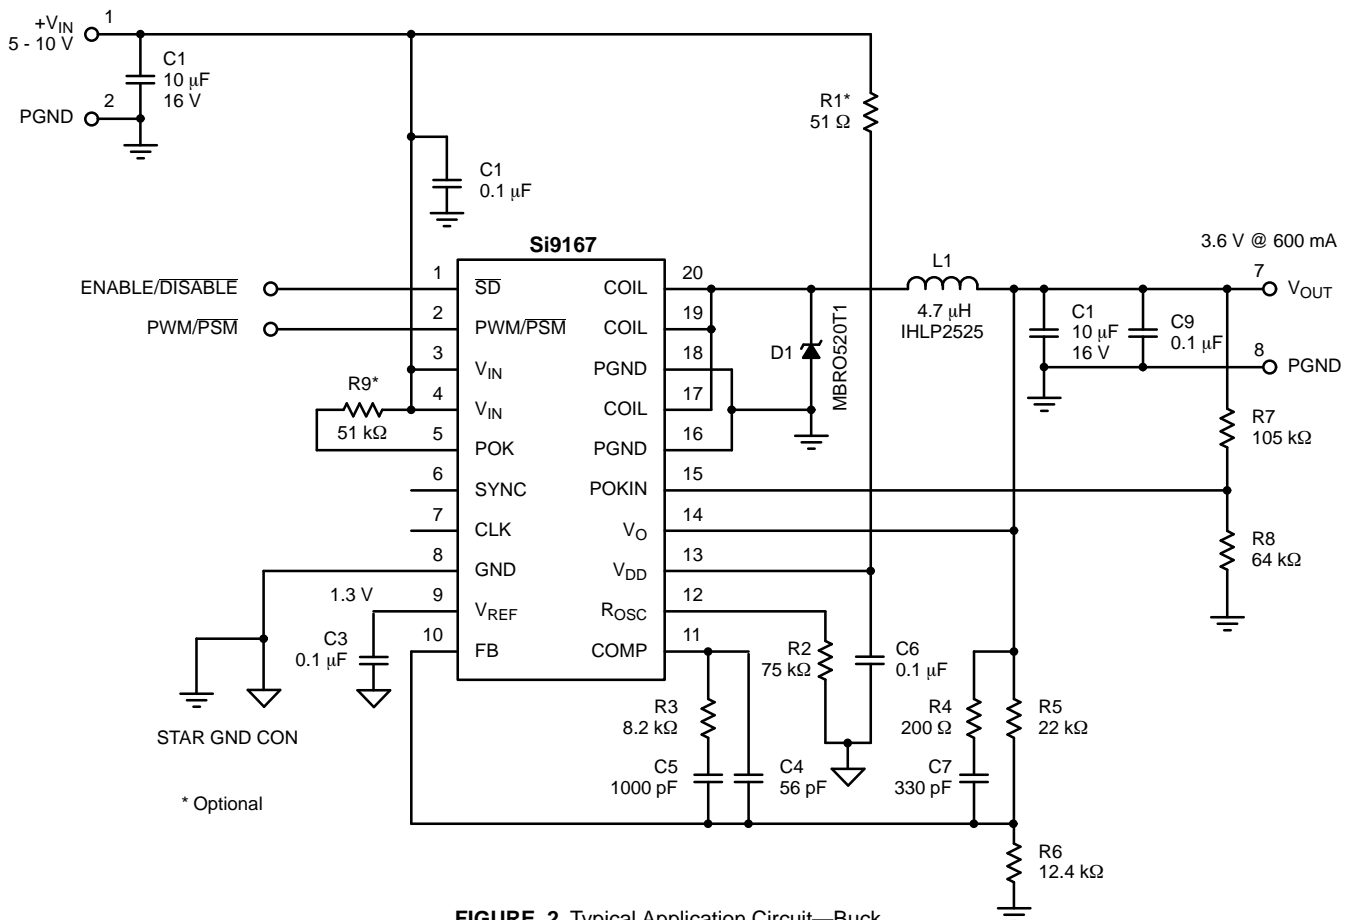 +VIN
5 - 10 V
1
C1
10 μF
16 V
PGND
2
R1*
51 Ω
C1
0.1 μF
Si9167
3.6 V @ 600 mA
ENABLE/DISABLE
1
SD
COIL
20
L1
4.7 μH
IHLP2525
7
VOUT
PWM/PSM
2
PWM/PSM
COIL
19
D1
MBRO520T1
C1
10 μF
16 V
C9
0.1 μF
8
PGND
3
VIN
PGND
18
R9*
51 kΩ
4
VIN
COIL
17
5
POK
PGND
16
R7
105 kΩ
6
SYNC
POKIN
15
7
CLK
VO
14
R8
64 kΩ
8
GND
VDD
13
1.3 V
9
VREF
ROSC
12
10
FB
COMP
11
C3
0.1 μF
R2
75 kΩ
C6
0.1 μF
STAR GND CON
R3
8.2 kΩ
R4
200 Ω
R5
22 kΩ
C5
1000 pF
C4
56 pF
C7
330 pF
* Optional
R6
12.4 kΩ
FIGURE 2. Typical Application Circuit—Buck